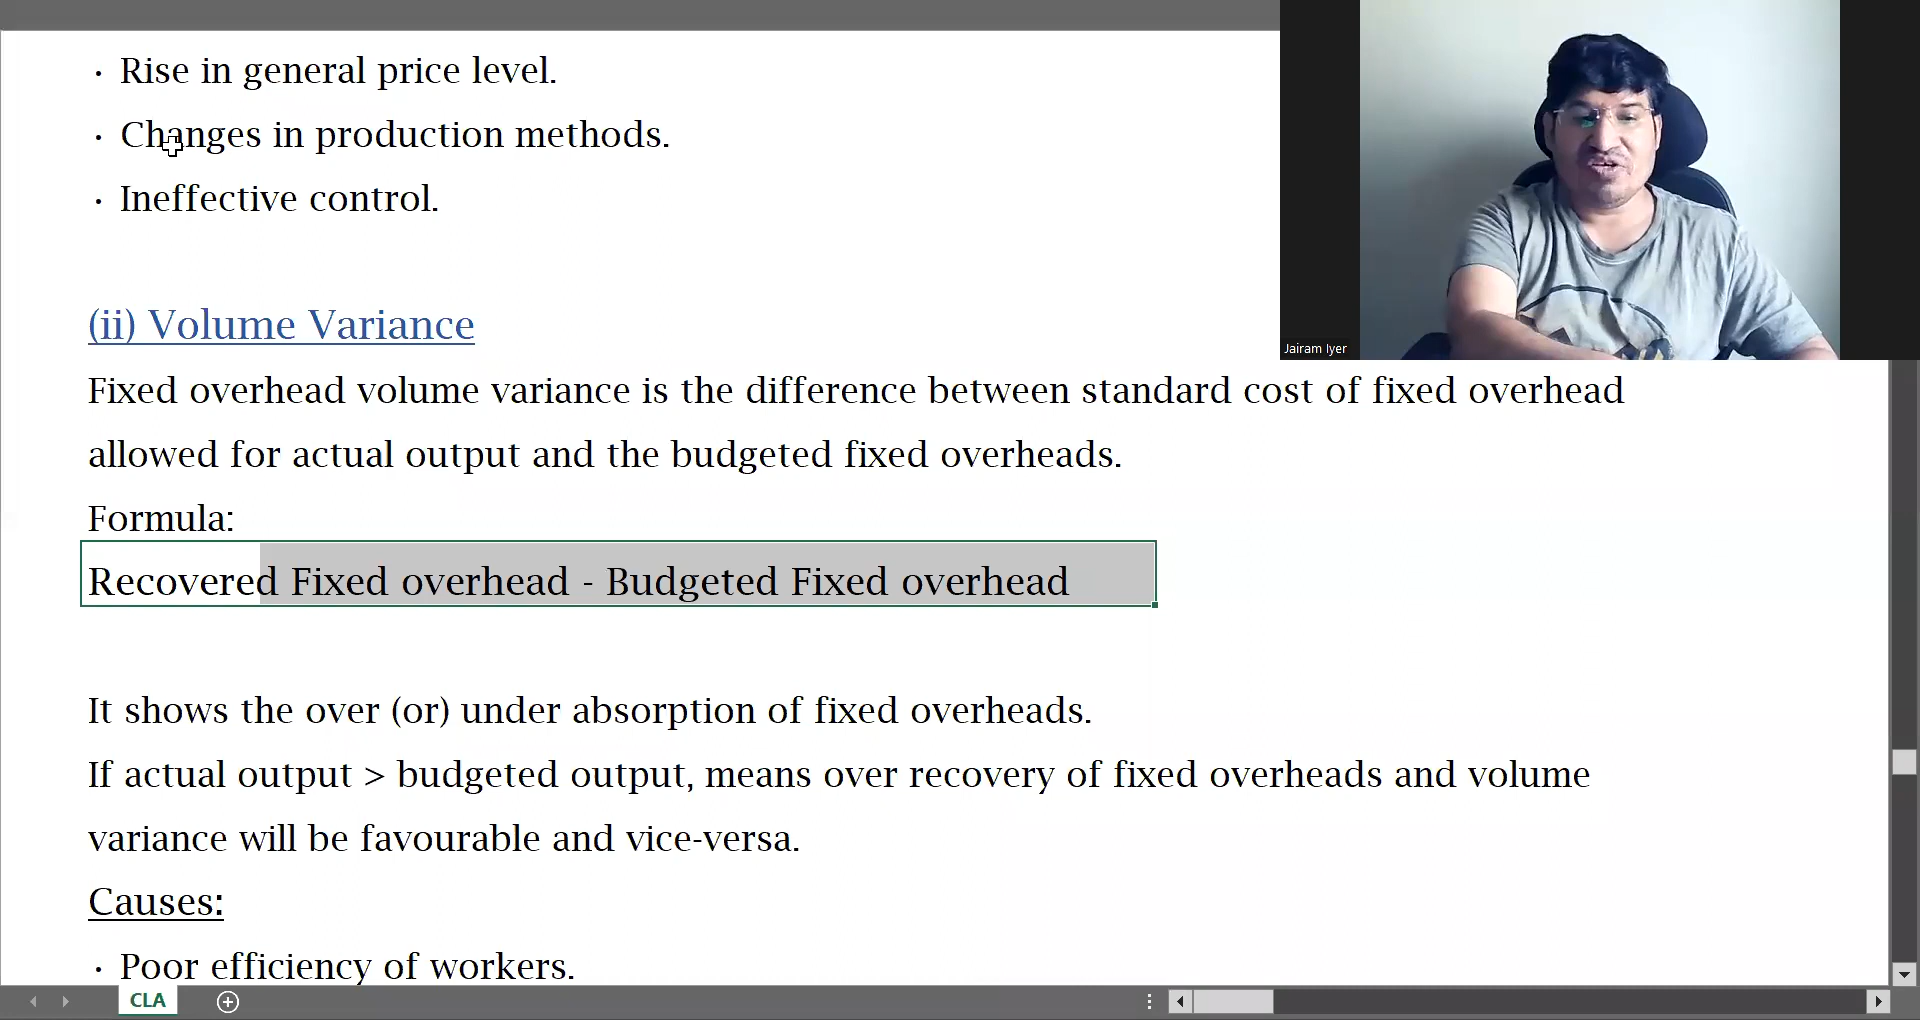 · Rise in general price level.
· Changes in production methods.
· Ineffective control.
(ii) Volume Variance
Fixed overhead volume variance is the difference between standard cost of fixed overhead
allowed for actual output and the budgeted fixed overheads.
Formula:
Recovered Fixed overhead - Budgeted Fixed overhead
It shows the over (or) under absorption of fixed overheads.
If actual output > budgeted output, means over recovery of fixed overheads and volume
variance will be favourable and vice-versa.
Causes:
· Poor efficiency of workers.
CLA
Jairam Iyer